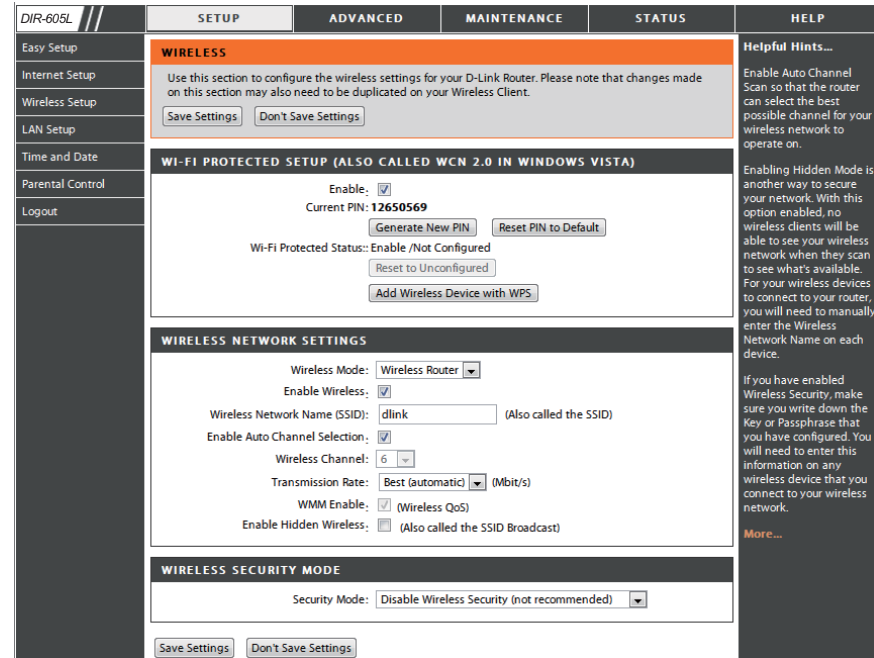 DIR-605L
SETUP
ADVANCED
MAINTENANCE
STATUS
HELP
Easy Setup
Internet Setup
Wireless Setup
LAN Setup
Time and Date
Parental Control
Logout
WIRELESS
Use this section to configure the wireless settings for your D-Link Router. Please note that changes made
on this section may also need to be duplicated on your Wireless Client.
Save Settings
Don't Save Settings
WI-FI PROTECTED SETUP (ALSO CALLED WCN 2.0 IN WINDOWS VISTA)
Enable:
Current PIN: 12650569
Generate New PIN
Reset PIN to Default
Wi-Fi Protected Status:: Enable /Not Configured
Reset to Unconfigured
Add Wireless Device with WPS
WIRELESS NETWORK SETTINGS
Wireless Mode: Wireless Router
Enable Wireless:
Wireless Network Name (SSID): dlink (Also called the SSID)
Enable Auto Channel Selection:
Wireless Channel: 6
Transmission Rate: Best (automatic) (Mbit/s)
WMM Enable: (Wireless QoS)
Enable Hidden Wireless: (Also called the SSID Broadcast)
WIRELESS SECURITY MODE
Security Mode: Disable Wireless Security (not recommended)
Save Settings
Don't Save Settings
Helpful Hints...
Enable Auto Channel
Scan so that the router
can select the best
possible channel for your
wireless network to
operate on.
Enabling Hidden Mode is
another way to secure
your network. With this
option enabled, no
wireless clients will be
able to see your wireless
network when they scan
to see what's available.
For your wireless devices
to connect to your router,
you will need to manually
enter the Wireless
Network Name on each
device.
If you have enabled
Wireless Security, make
sure you write down the
Key or Passphrase that
you have configured. You
will need to enter this
information on any
wireless device that you
connect to your wireless
network.
More...